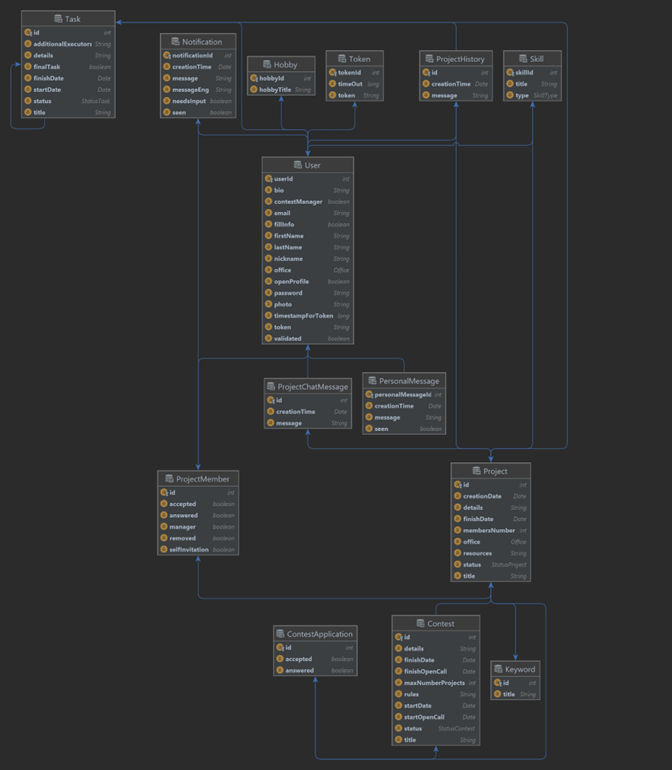 Task
id int
additionalExecutors String
details String
finalTask boolean
finishDate Date
startDate Date
status StatusTask
title String
Notification
notificationId int
creationTime Date
message String
messageEng String
needsInput boolean
seen boolean
Hobby
hobbyId int
hobbyTitle String
Token
tokenId int
timeOut long
token String
ProjectHistory
id int
creationTime Date
message String
Skill
skillId int
title String
type SkillType
User
userId int
bio String
contestManager boolean
email String
fillInfo boolean
firstName String
lastName String
nickname String
office Office
openProfile boolean
password String
photo String
timestampForToken long
token String
validated boolean
ProjectChatMessage
id int
creationTime Date
message String
PersonalMessage
personalMessageId int
creationTime Date
message String
seen boolean
ProjectMember
id int
accepted boolean
answered boolean
manager boolean
removed boolean
selfInvitation boolean
Project
id int
creationDate Date
details String
finishDate Date
membersNumber int
office Office
resources String
status StatusProject
title String
ContestApplication
id int
accepted boolean
answered boolean
Contest
id int
details String
finishDate Date
finishOpenCall Date
maxNumberProjects int
rules String
startDate Date
startOpenCall Date
status StatusContest
title String
Keyword
id int
title String